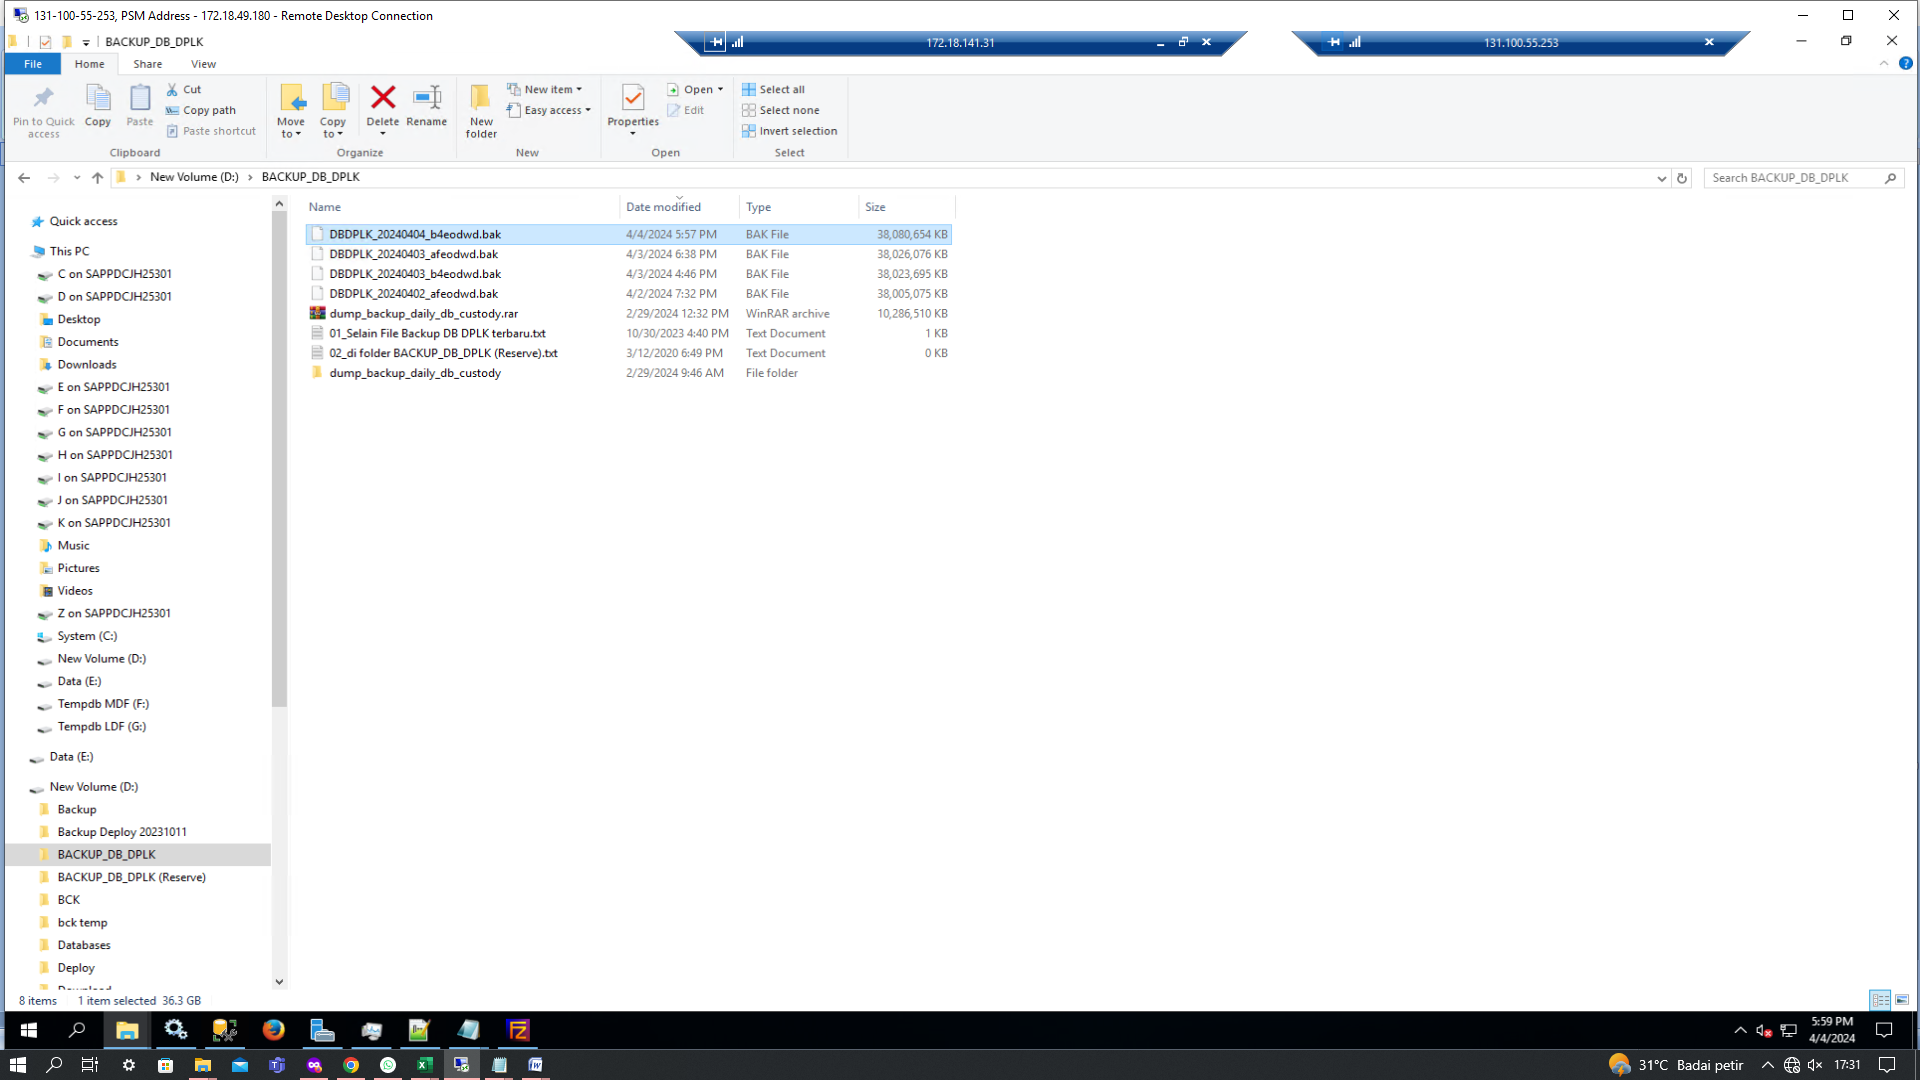 131-100-55-253, PSM Address - 172.18.49.180 - Remote Desktop Connection
BACKUP_DB_DPLK
172.18.141.31
131.100.55.253
File
Home
Share
View
Pin to Quick access
Copy
Paste
Cut
Copy path
Paste shortcut
Clipboard
Move to
Copy to
Delete
Rename
Organize
New folder
New item
Easy access
New
Properties
Open
Edit
Open
Select all
Select none
Invert selection
Select
New Volume (D:) > BACKUP_DB_DPLK
Search BACKUP_DB_DPLK
Name Date modified Type Size
DBDPLK_20240404_b4eodwd.bak 4/4/2024 5:57 PM BAK File 38,080,654 KB
DBDPLK_20240403_afeodwd.bak 4/3/2024 6:38 PM BAK File 38,026,076 KB
DBDPLK_20240403_b4eodwd.bak 4/3/2024 4:46 PM BAK File 38,023,695 KB
DBDPLK_20240402_afeodwd.bak 4/2/2024 7:32 PM BAK File 38,005,075 KB
dump_backup_daily_db_custody.rar 2/29/2024 12:32 PM WinRAR archive 10,286,510 KB
01_Selain File Backup DB DPLK terbaru.txt 10/30/2023 4:40 PM Text Document 1 KB
02_di folder BACKUP_DB_DPLK (Reserve).txt 3/12/2020 6:49 PM Text Document 0 KB
dump_backup_daily_db_custody 2/29/2024 9:46 AM File folder
Quick access
This PC
C on SAPPDCJH25301
D on SAPPDCJH25301
Desktop
Documents
Downloads
E on SAPPDCJH25301
F on SAPPDCJH25301
G on SAPPDCJH25301
H on SAPPDCJH25301
I on SAPPDCJH25301
J on SAPPDCJH25301
K on SAPPDCJH25301
Music
Pictures
Videos
Z on SAPPDCJH25301
System (C:)
New Volume (D:)
Data (E:)
Tempdb MDF (F:)
Tempdb LDF (G:)
Data (E:)
New Volume (D:)
Backup
Backup Deploy 20231011
BACKUP_DB_DPLK
BACKUP_DB_DPLK (Reserve)
BCK
bck temp
Databases
Deploy
8 items 1 item selected 36.3 GB
5:59 PM
4/4/2024
31°C Badai petir
17:31